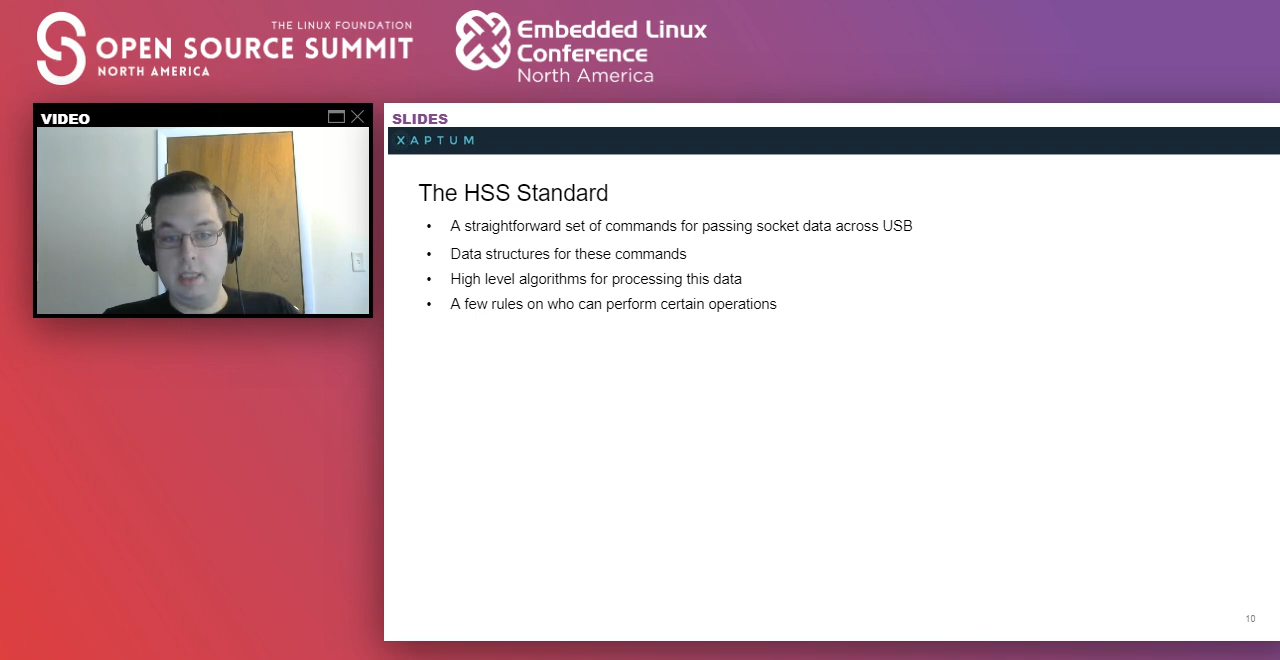 THE LINUX FOUNDATION
OPEN SOURCE SUMMIT
NORTH AMERICA
Embedded Linux
Conference
North America
VIDEO
SLIDES
XAPTUM
The HSS Standard
• A straightforward set of commands for passing socket data across USB
• Data structures for these commands
• High level algorithms for processing this data
• A few rules on who can perform certain operations
10